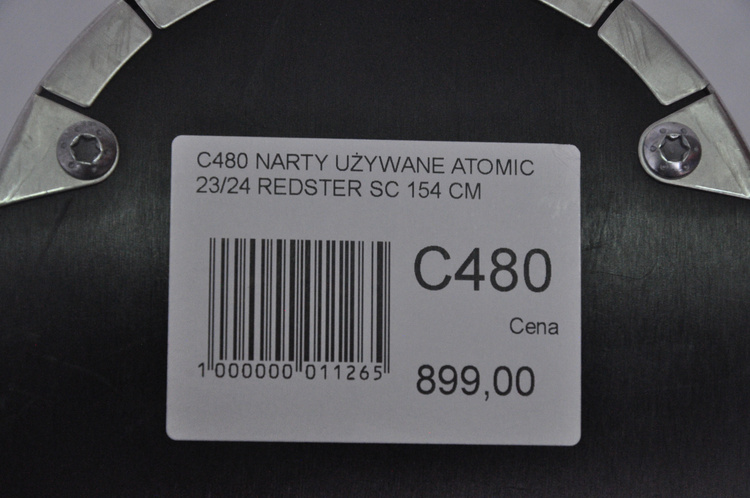 C480 NARTY UŻYWANE ATOMIC
23/24 REDSTER SC 154 CM
C480
Cena
899,00
1 000000 011265